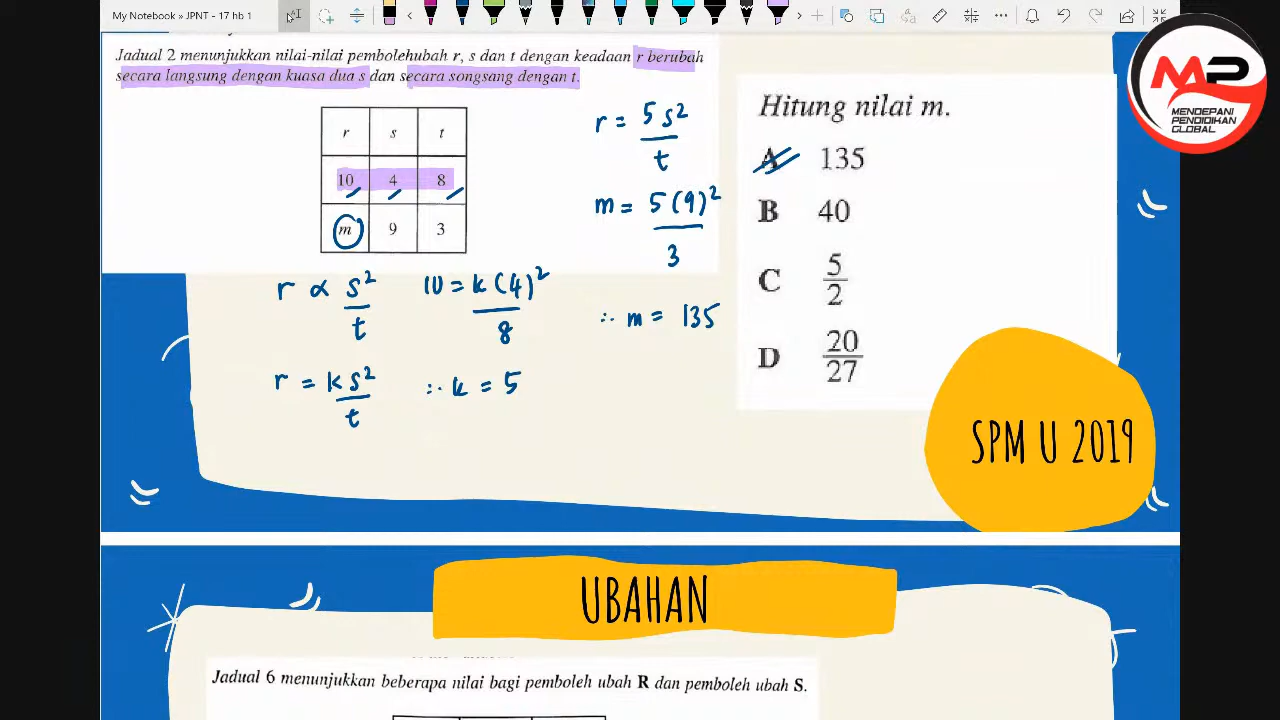 My Notebook » JPNT - 17 hb 1
Jadual 2 menunjukkan nilai-nilai pembolehubah r, s dan t dengan keadaan r berubah
secara langsung dengan kuasa dua s dan secara songsang dengan t.
r s t
10 4 8
m 9 3
r ∝ s²/t
r = ks²/t
10 = k(4)²/8
∴ k = 5
r = 5s²/t
m = 5(9)²/3
∴ m = 135
Hitung nilai m.
A 135
B 40
C 5/2
D 20/27
MP
MENDEPANI
PENDIDIKAN
GLOBAL
SPM U 2019
UBAHAN
Jadual 6 menunjukkan beberapa nilai bagi pemboleh ubah R dan pemboleh ubah S.